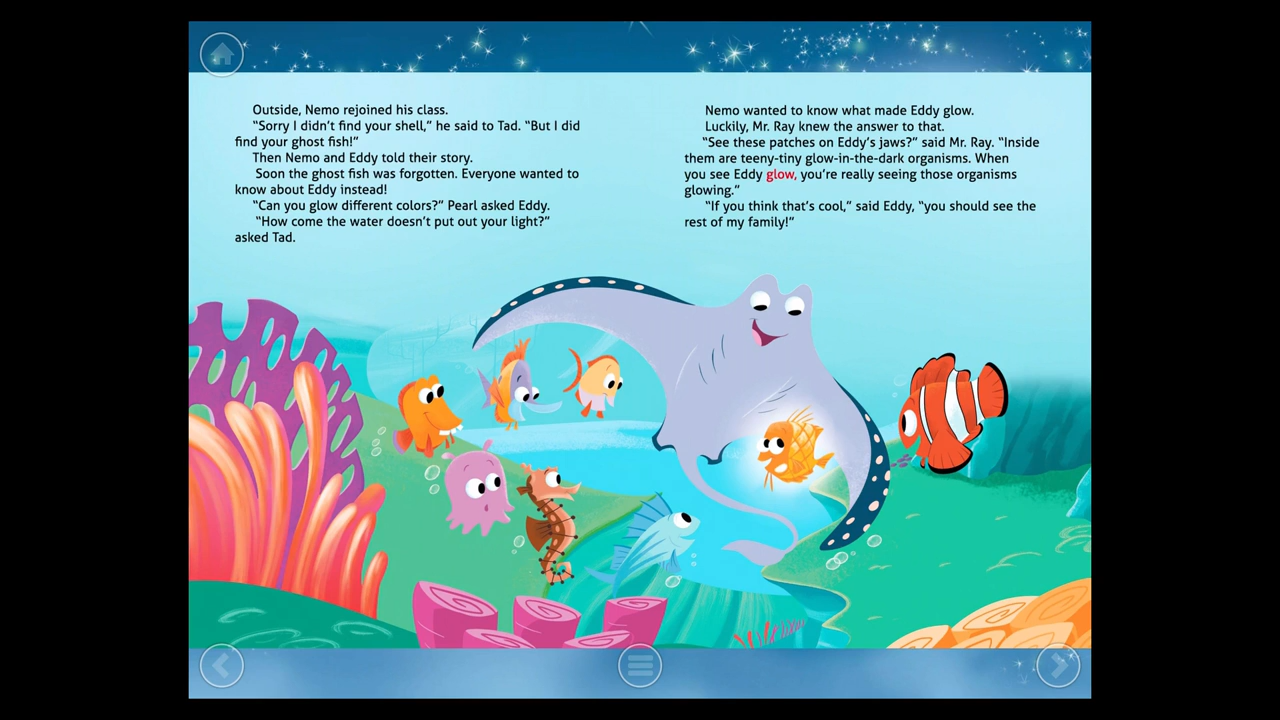 Outside, Nemo rejoined his class.
“Sorry I didn’t find your shell,” he said to Tad. “But I did
find your ghost fish!”
Then Nemo and Eddy told their story.
Soon the ghost fish was forgotten. Everyone wanted to
know about Eddy instead!
“Can you glow different colors?” Pearl asked Eddy.
“How come the water doesn’t put out your light?”
asked Tad.
Nemo wanted to know what made Eddy glow.
Luckily, Mr. Ray knew the answer to that.
“See these patches on Eddy’s jaws?” said Mr. Ray. “Inside
them are teeny-tiny glow-in-the-dark organisms. When
you see Eddy glow, you’re really seeing those organisms
glowing.”
“If you think that’s cool,” said Eddy, “you should see the
rest of my family!”